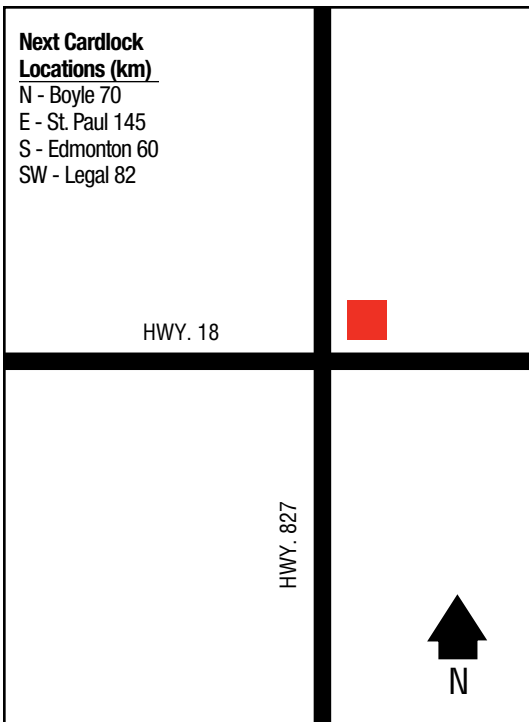 Next Cardlock
Locations (km)
N - Boyle 70
E - St. Paul 145
S - Edmonton 60
SW - Legal 82
HWY. 18
HWY. 827
N